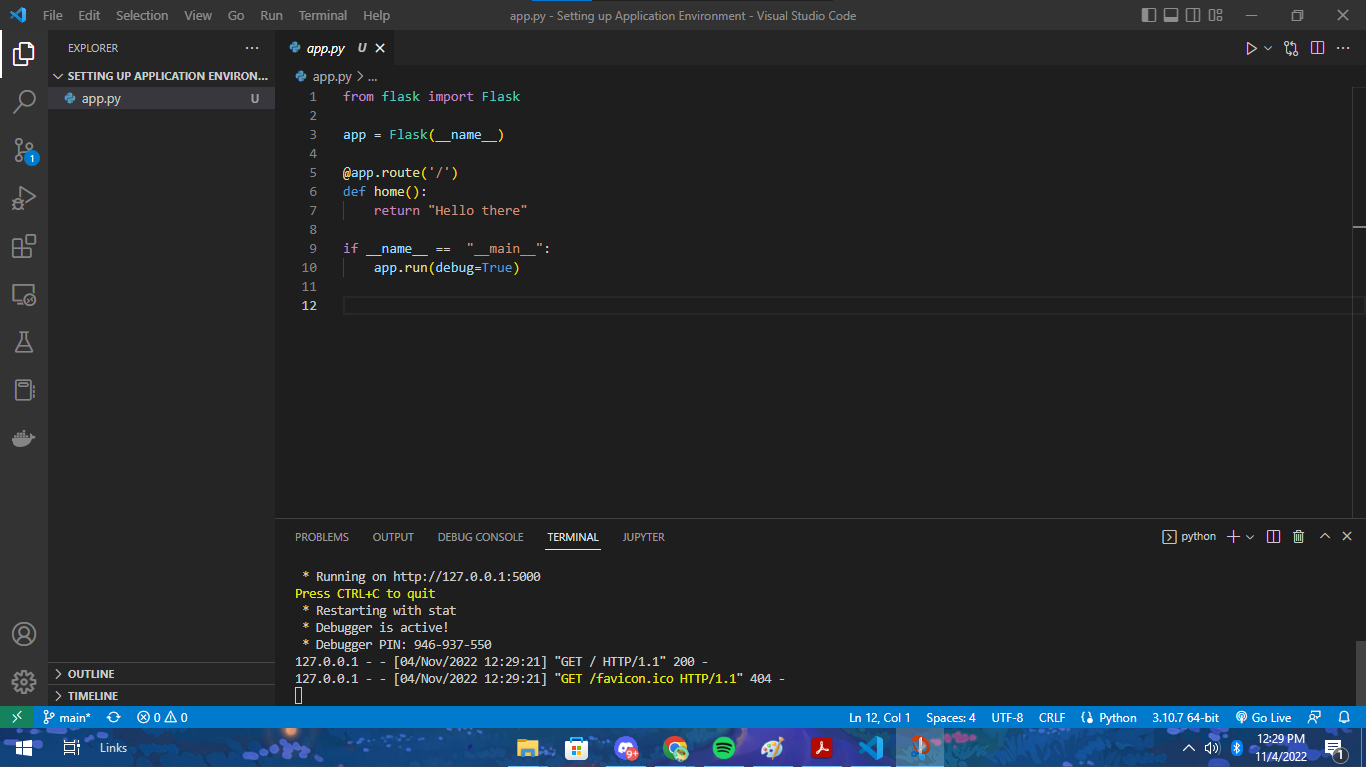 File Edit Selection View Go Run Terminal Help
app.py - Setting up Application Environment - Visual Studio Code
EXPLORER
SETTING UP APPLICATION ENVIRON...
app.py U
app.py U
app.py > ...
1 from flask import Flask
2
3 app = Flask(__name__)
4
5 @app.route('/')
6 def home():
7     return "Hello there"
8
9 if __name__ ==  "__main__":
10     app.run(debug=True)
11
12
PROBLEMS OUTPUT DEBUG CONSOLE TERMINAL JUPYTER
python
 * Running on http://127.0.0.1:5000
Press CTRL+C to quit
 * Restarting with stat
 * Debugger is active!
 * Debugger PIN: 946-937-550
127.0.0.1 - - [04/Nov/2022 12:29:21] "GET / HTTP/1.1" 200 -
127.0.0.1 - - [04/Nov/2022 12:29:21] "GET /favicon.ico HTTP/1.1" 404 -
1
OUTLINE
TIMELINE
main* 0 0 Ln 12, Col 1 Spaces: 4 UTF-8 CRLF Python 3.10.7 64-bit Go Live
Links
9+
12:29 PM
11/4/2022
1